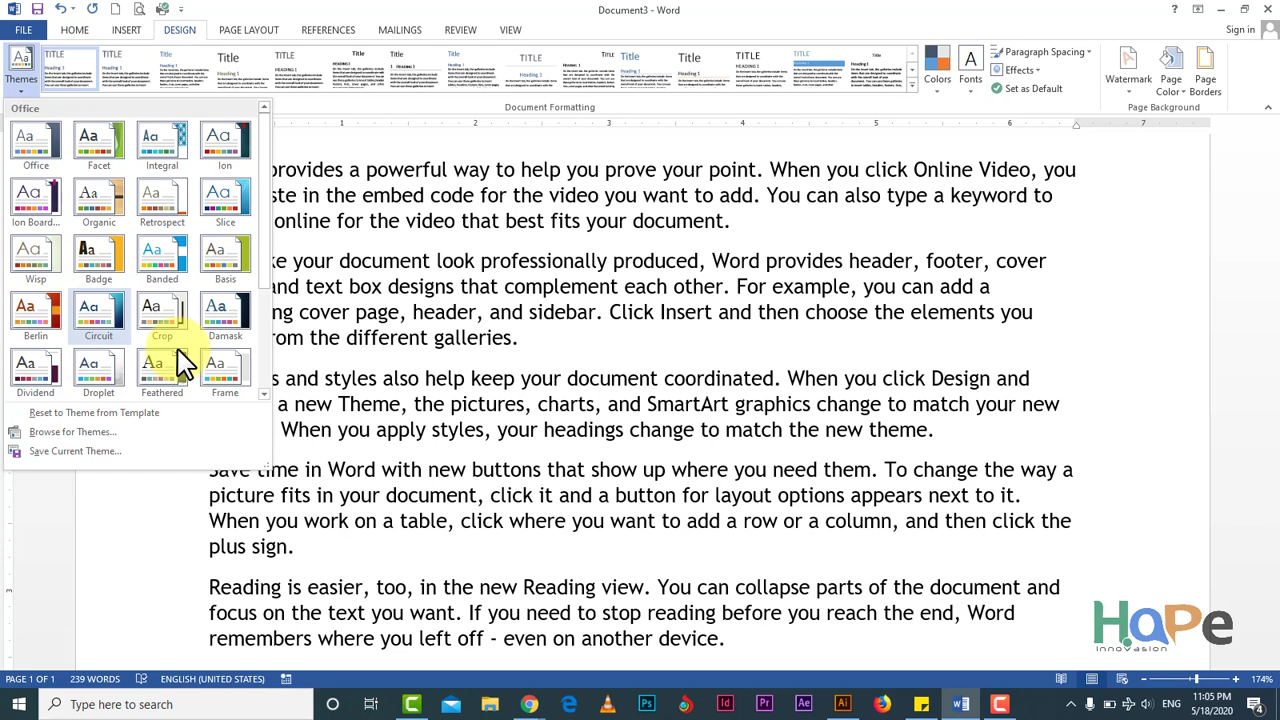 Document3 - Word
FILE HOME INSERT DESIGN PAGE LAYOUT REFERENCES MAILINGS REVIEW VIEW Sign in
Themes Colors Fonts Paragraph Spacing Effects Set as Default Watermark Page Color Page Borders
Document Formatting Page Background
Office
Office Facet Integral Ion
Ion Board... Organic Retrospect Slice
Wisp Badge Banded Basis
Berlin Circuit Crop Damask
Dividend Droplet Feathered Frame
Reset to Theme from Template
Browse for Themes...
Save Current Theme...
1 2 3 4 5 6 7
provides a powerful way to help you prove your point. When you click Online Video, you
in the embed code for the video you want to add. You can also type a keyword to
online for the video that best fits your document.
your document look professionally produced, Word provides header, footer, cover
and text box designs that complement each other. For example, you can add a
cover page, header, and sidebar. Click Insert and then choose the elements you
from the different galleries.
and styles also help keep your document coordinated. When you click Design and
a new Theme, the pictures, charts, and SmartArt graphics change to match your new
When you apply styles, your headings change to match the new theme.
Save time in Word with new buttons that show up where you need them. To change the way a
picture fits in your document, click it and a button for layout options appears next to it.
When you work on a table, click where you want to add a row or a column, and then click the
plus sign.
Reading is easier, too, in the new Reading view. You can collapse parts of the document and
focus on the text you want. If you need to stop reading before you reach the end, Word
remembers where you left off - even on another device.
HaPe
innovasion
PAGE 1 OF 1 239 WORDS ENGLISH (UNITED STATES) 174%
Type here to search
ENG
11:05 PM
5/18/2020